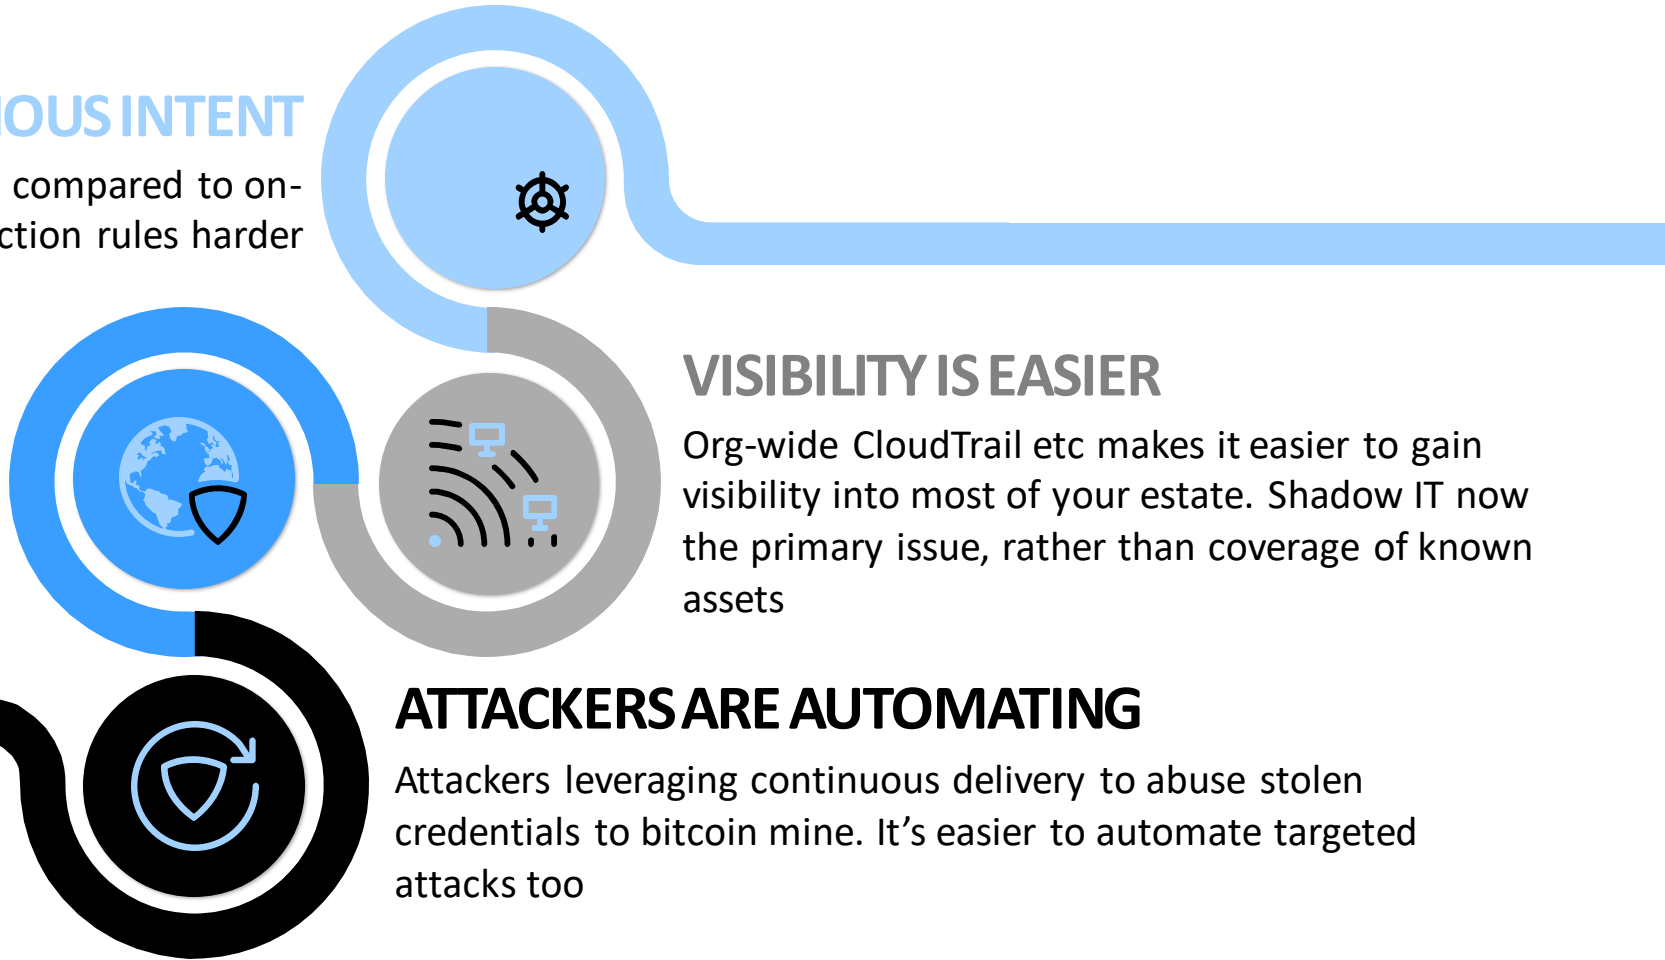 IOUS INTENT
compared to on-
ction rules harder
VISIBILITY IS EASIER
Org-wide CloudTrail etc makes it easier to gain
visibility into most of your estate. Shadow IT now
the primary issue, rather than coverage of known
assets
ATTACKERS ARE AUTOMATING
Attackers leveraging continuous delivery to abuse stolen
credentials to bitcoin mine. It’s easier to automate targeted
attacks too